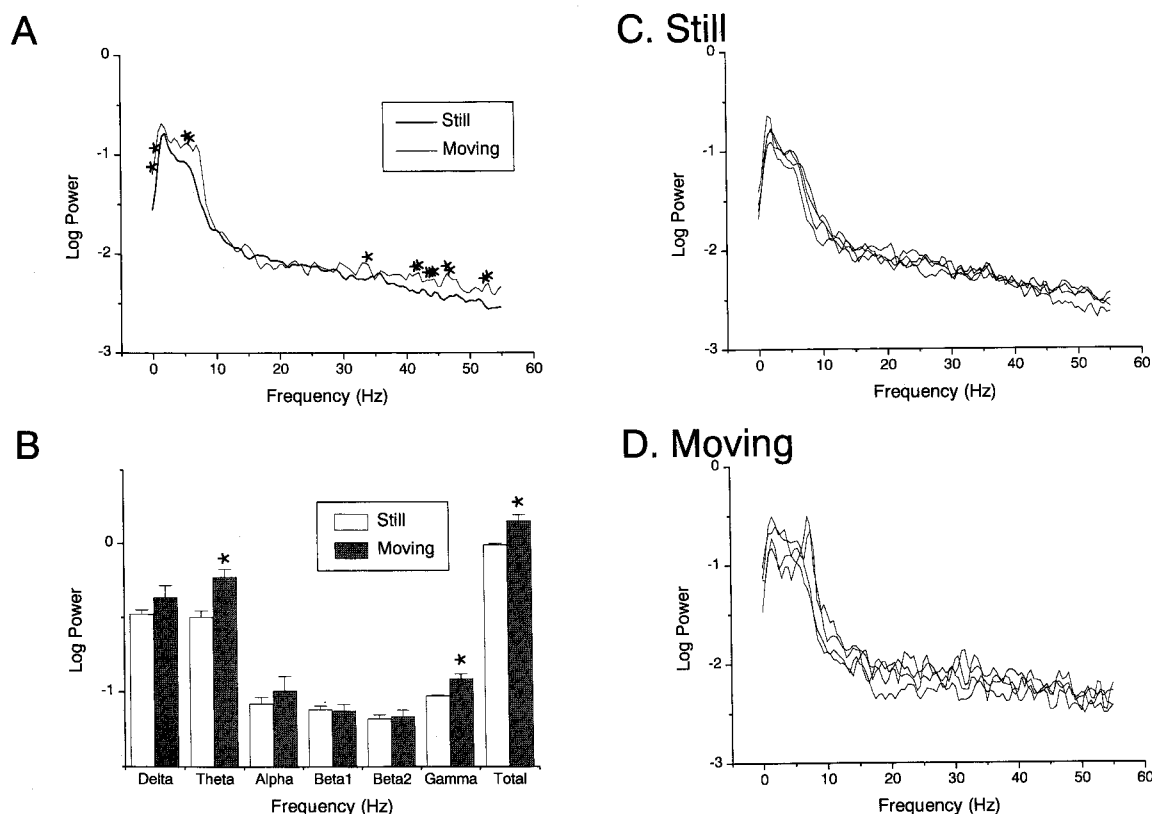 A
0
-1
-2
-3
Log Power
0 10 20 30 40 50 60
Frequency (Hz)
Still
Moving
* * * * * * * * * * * * * *
B
0
-1
Log Power
Still
Moving
* * *
Delta Theta Alpha Beta1 Beta2 Gamma Total
Frequency (Hz)
C. Still
0
-1
-2
-3
Log Power
0 10 20 30 40 50 60
Frequency (Hz)
D. Moving
0
-1
-2
-3
Log Power
0 10 20 30 40 50 60
Frequency (Hz)